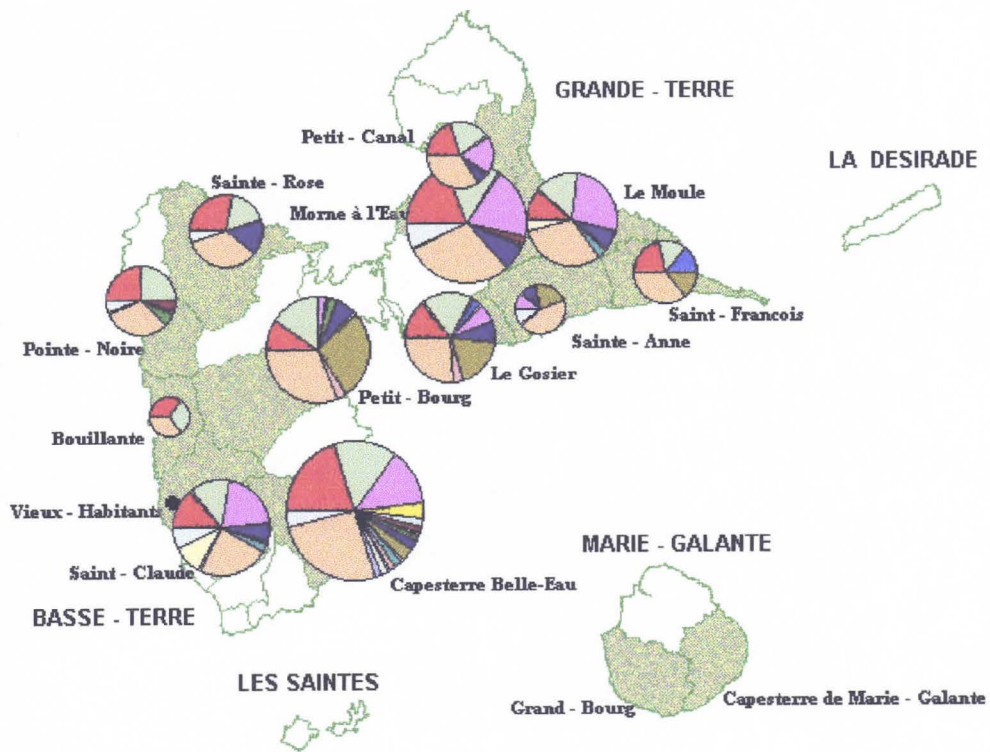 GRANDE - TERRE
Petit - Canal
LA DESIRADE
Sainte - Rose
Le Moule
Morne à l'Eau
Saint - Francois
Sainte - Anne
Pointe - Noire
Le Gosier
Petit - Bourg
Bouillante
Vieux - Habitants
MARIE - GALANTE
Saint - Claude
Capesterre Belle-Eau
BASSE - TERRE
LES SAINTES
Capesterre de Marie - Galante
Grand - Bourg